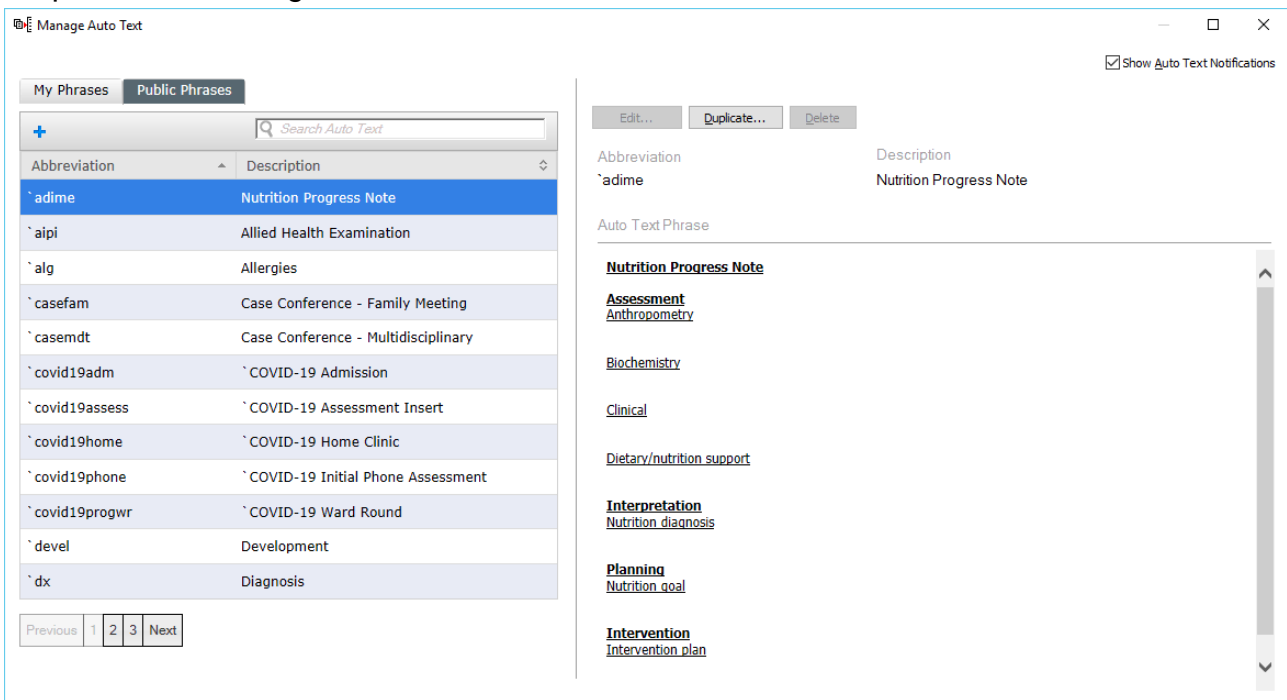 Manage Auto Text
Show Auto Text Notifications
My Phrases Public Phrases
Search Auto Text
Abbreviation Description
`adime Nutrition Progress Note
`aipi Allied Health Examination
`alg Allergies
`casefam Case Conference - Family Meeting
`casemdt Case Conference - Multidisciplinary
`covid19adm `COVID-19 Admission
`covid19assess `COVID-19 Assessment Insert
`covid19home `COVID-19 Home Clinic
`covid19phone `COVID-19 Initial Phone Assessment
`covid19progwr `COVID-19 Ward Round
`devel Development
`dx Diagnosis
Previous 1 2 3 Next
Edit... Duplicate... Delete
Abbreviation Description
`adime Nutrition Progress Note
Auto Text Phrase
Nutrition Progress Note
Assessment
Anthropometry
Biochemistry
Clinical
Dietary/nutrition support
Interpretation
Nutrition diagnosis
Planning
Nutrition goal
Intervention
Intervention plan